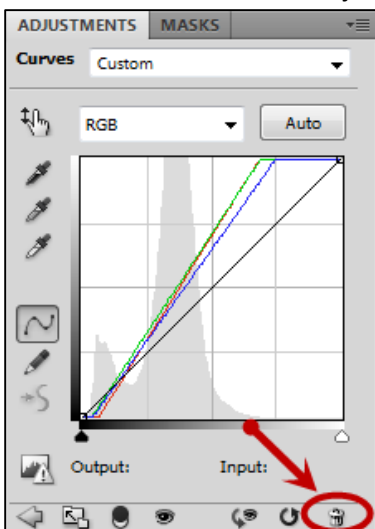 ADJUSTMENTS MASKS
Curves Custom
RGB Auto
Output: Input: